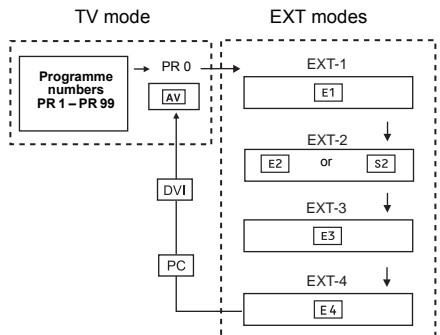 TV mode
EXT modes
Programme
numbers
PR 1 – PR 99
PR 0
AV
EXT-1
E1
EXT-2
E2 or S2
EXT-3
E3
EXT-4
E4
DVI
PC